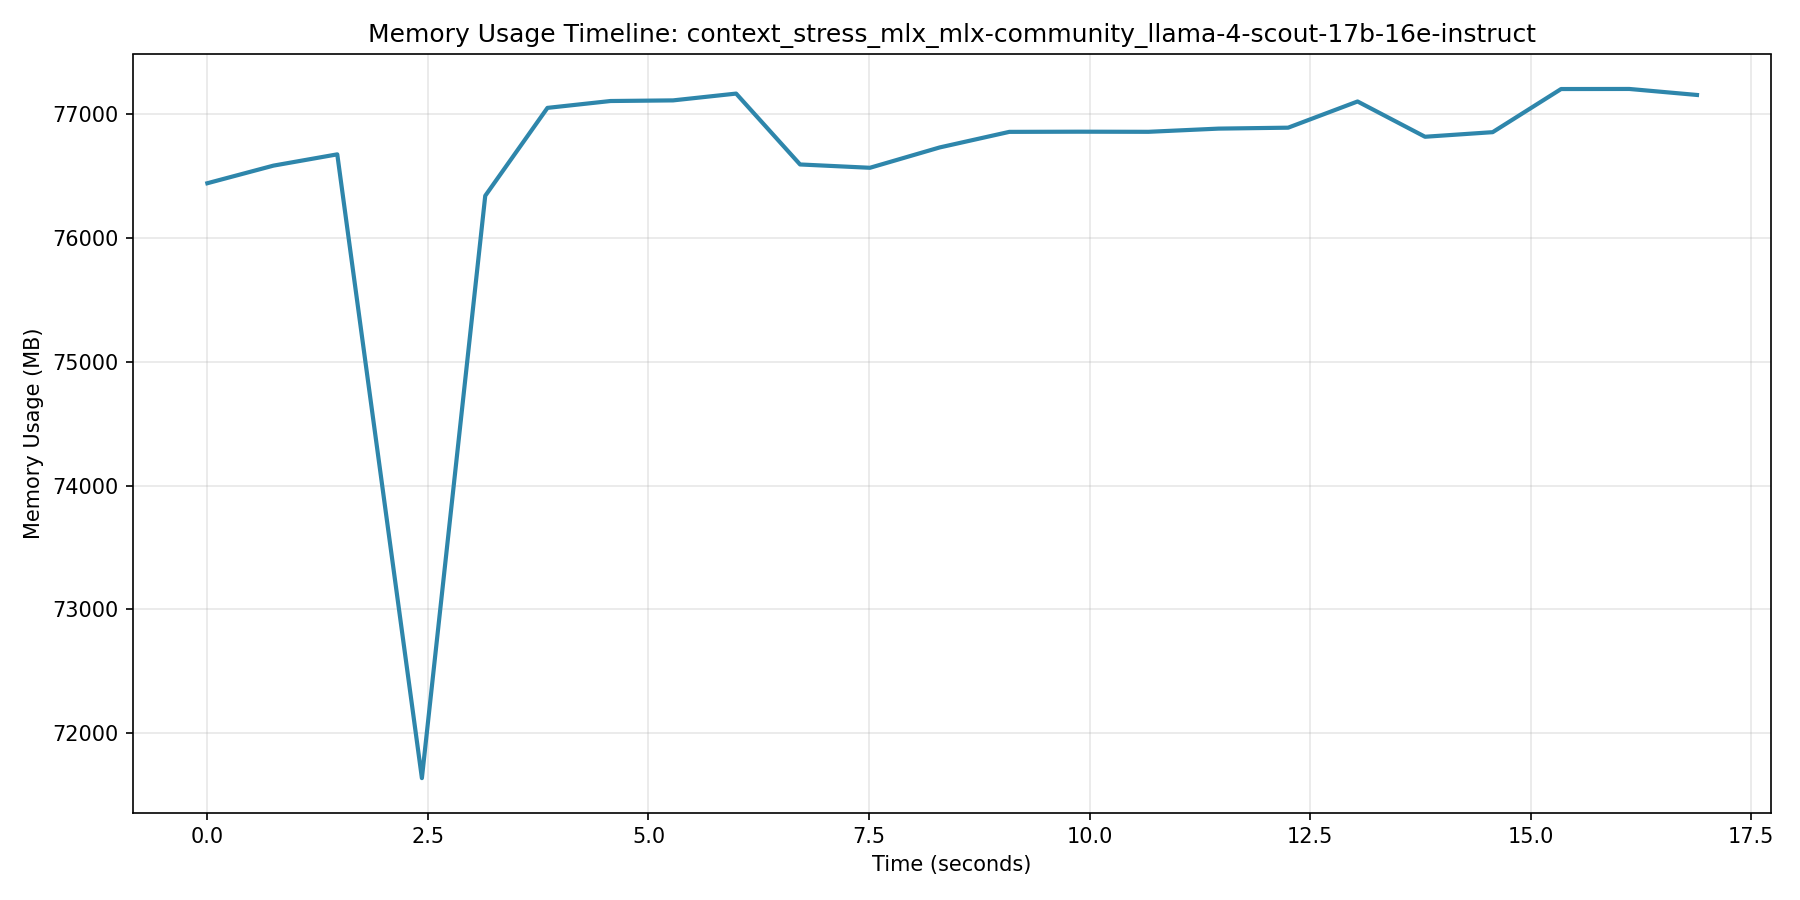 Memory Usage Timeline: context_stress_mlx_mlx-community_llama-4-scout-17b-16e-instruct
Memory Usage (MB)
77000
76000
75000
74000
73000
72000
0.0 2.5 5.0 7.5 10.0 12.5 15.0 17.5
Time (seconds)